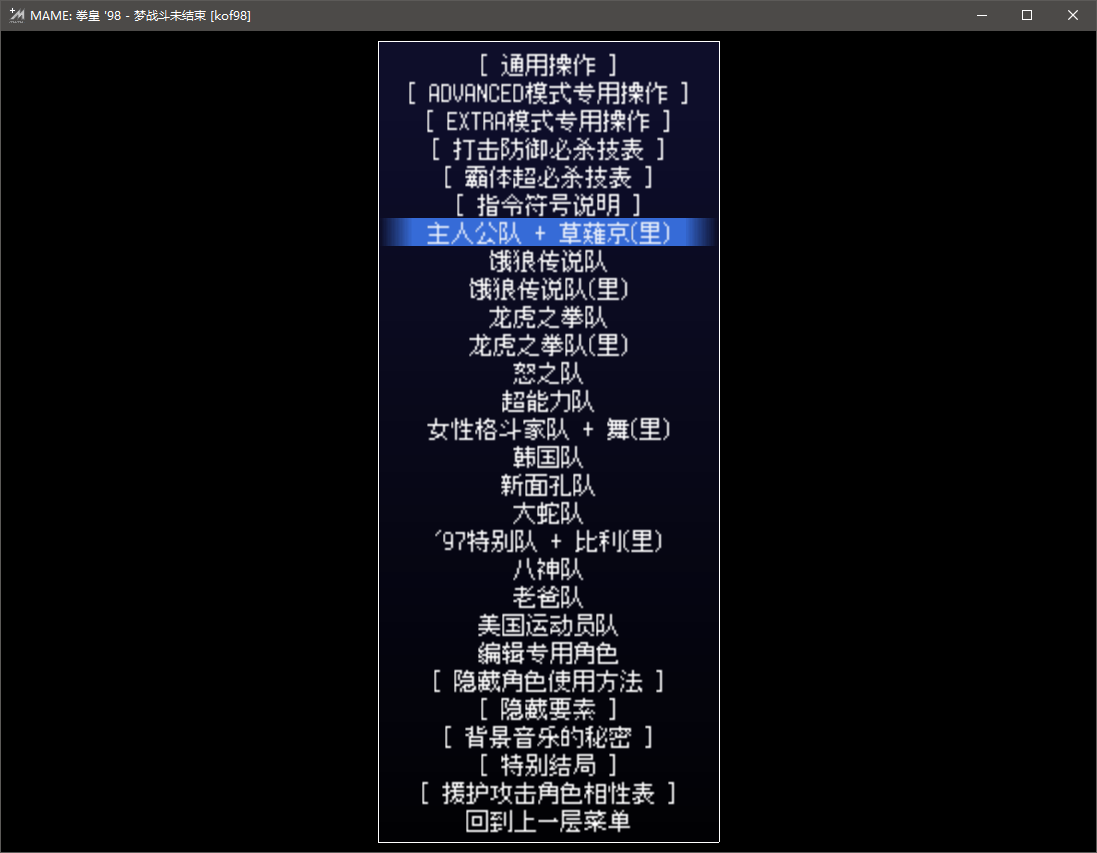 MAME: 拳皇 '98 - 梦战斗未结束 [kof98]
[ 通用操作 ]
[ ADVANCED模式专用操作 ]
[ EXTRA模式专用操作 ]
[ 打击防御必杀技表 ]
[ 霸体超必杀技表 ]
[ 指令符号说明 ]
主人公队 + 草薙京(里)
饿狼传说队
饿狼传说队(里)
龙虎之拳队
龙虎之拳队(里)
怒之队
超能力队
女性格斗家队 + 舞(里)
韩国队
新面孔队
大蛇队
'97特别队 + 比利(里)
八神队
老爸队
美国运动员队
编辑专用角色
[ 隐藏角色使用方法 ]
[ 隐藏要素 ]
[ 背景音乐的秘密 ]
[ 特别结局 ]
[ 援护攻击角色相性表 ]
回到上一层菜单